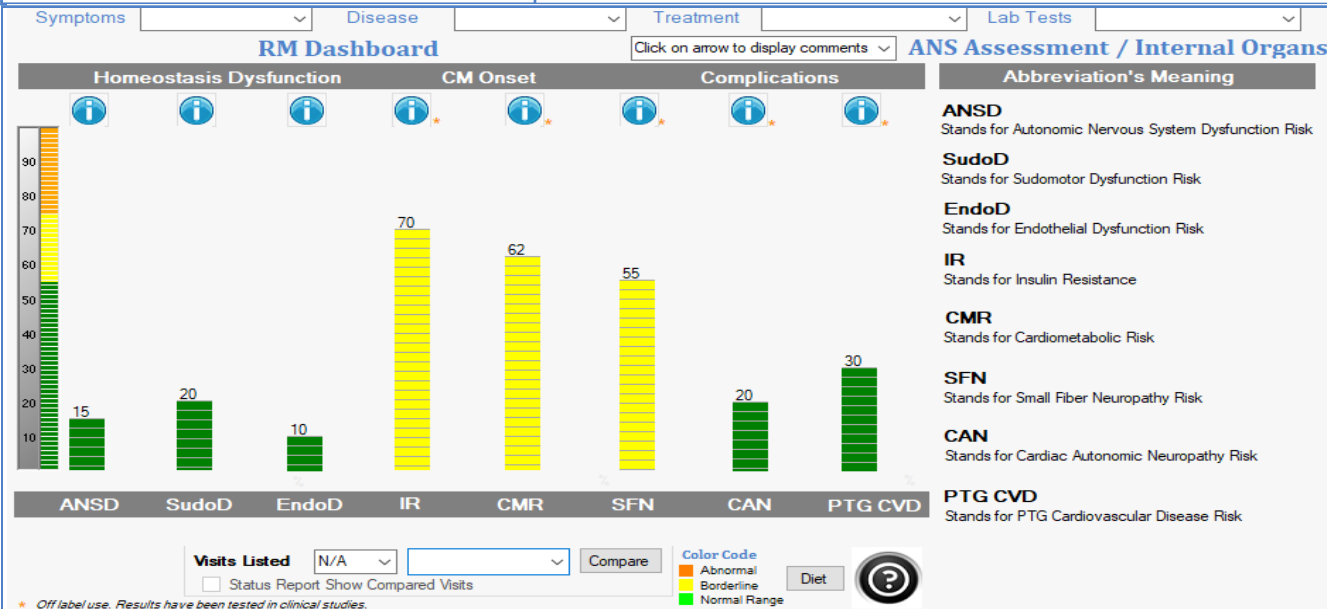 Symptoms Disease Treatment Lab Tests
RM Dashboard Click on arrow to display comments ANS Assessment / Internal Organs
Homeostasis Dysfunction CM Onset Complications Abbreviation's Meaning
* * * * *
ANSD
Stands for Autonomic Nervous System Dysfunction Risk
SudoD
Stands for Sudomotor Dysfunction Risk
EndoD
Stands for Endothelial Dysfunction Risk
IR
Stands for Insulin Resistance
CMR
Stands for Cardiometabolic Risk
SFN
Stands for Small Fiber Neuropathy Risk
CAN
Stands for Cardiac Autonomic Neuropathy Risk
PTG CVD
Stands for PTG Cardiovascular Disease Risk
90
80
70
60
50
40
30
20
10
15 20 10 70 62 55 20 30
% % %
ANSD SudoD EndoD IR CMR SFN CAN PTG CVD
Visits Listed N/A Compare
Status Report Show Compared Visits
Color Code
Abnormal
Borderline
Normal Range
Diet
?
* Off label use. Results have been tested in clinical studies.